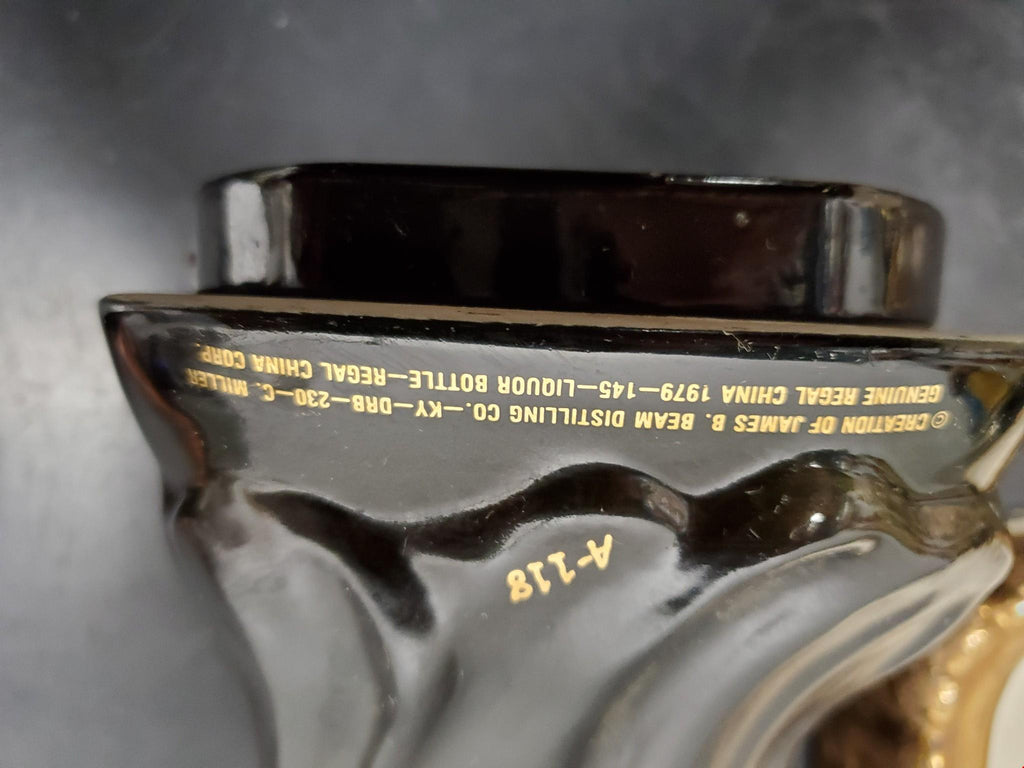 A-118
© CREATION OF JAMES B. BEAM DISTILLING CO.—KY—DRB—230—C. MILLER
GENUINE REGAL CHINA 1979—145—LIQUOR BOTTLE—REGAL CHINA CORP.